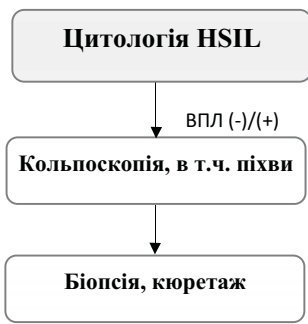 Цитологія HSIL
ВПЛ (-)/(+)
Кольпоскопія, в т.ч. піхви
Біопсія, кюретаж